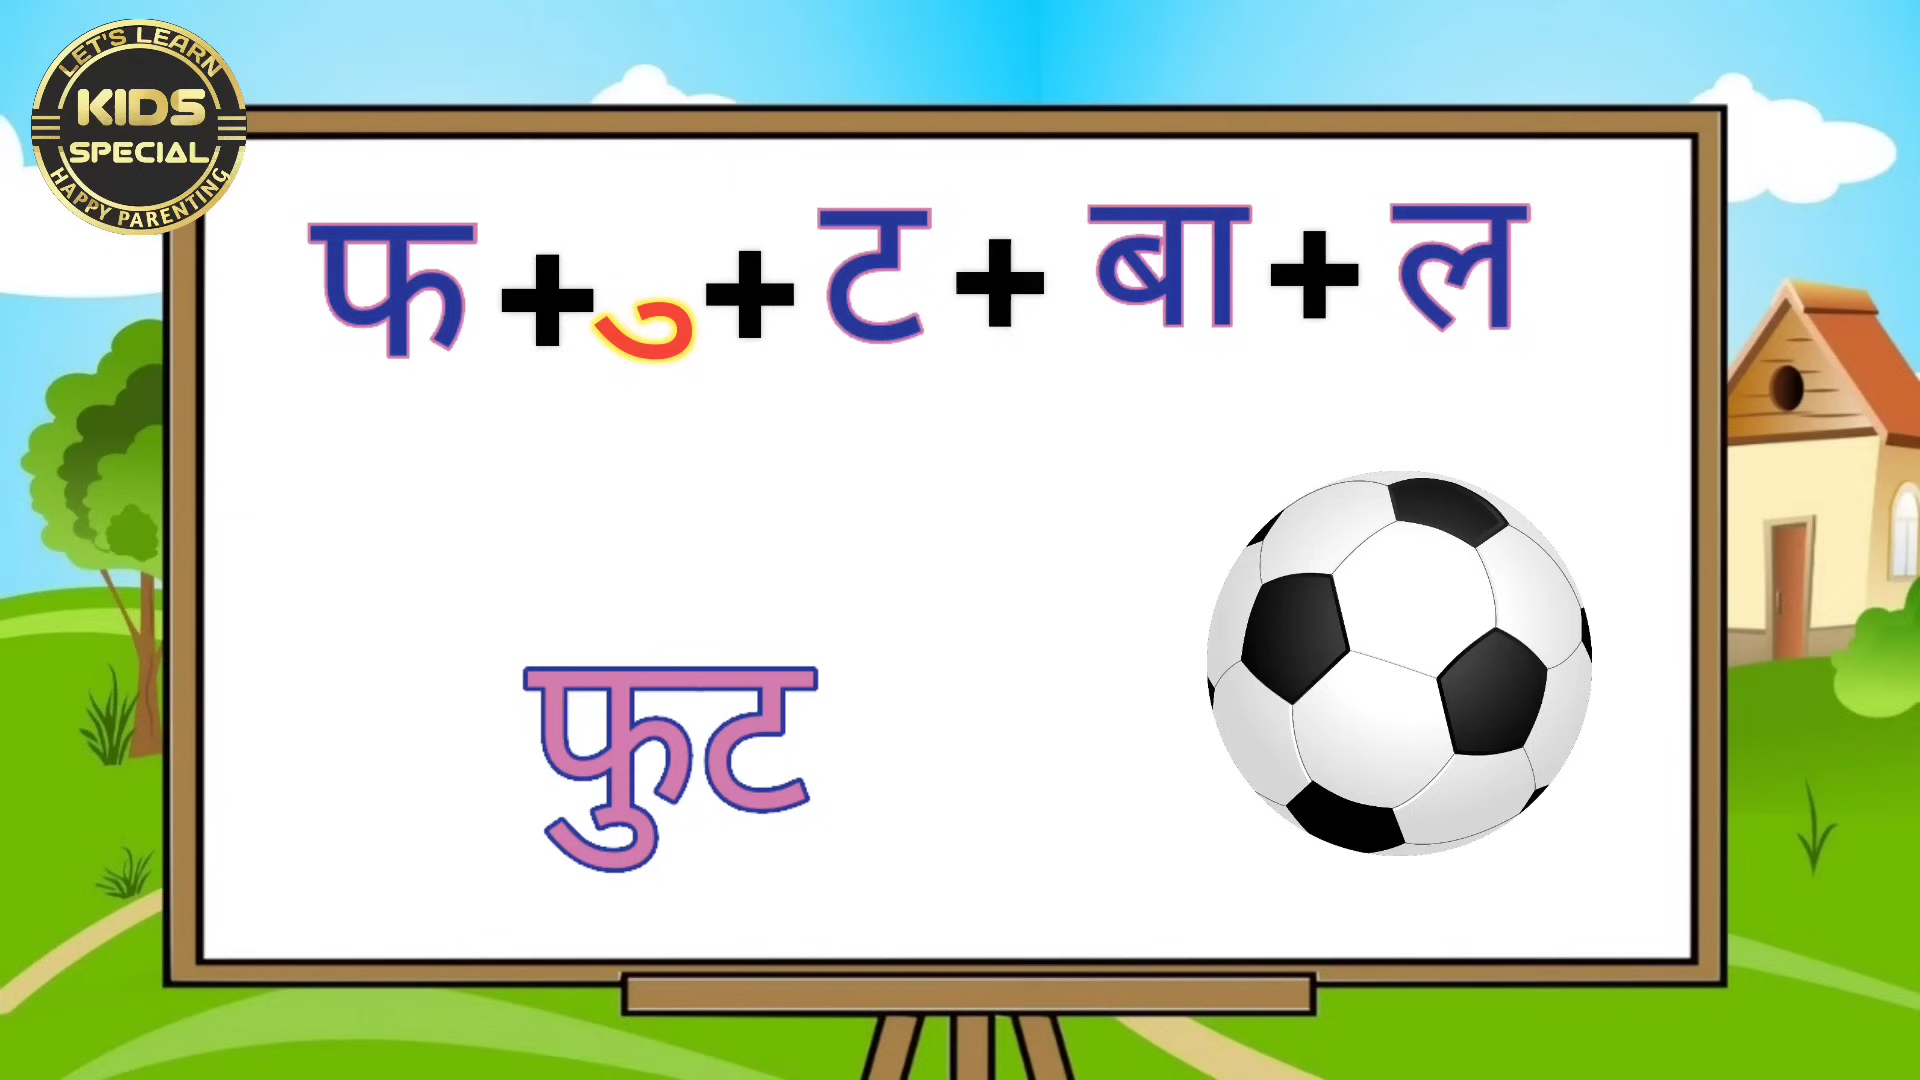 LET'S LEARN
KIDS
SPECIAL
HAPPY PARENTING
फ + ु + ट + बा + ल
फुट